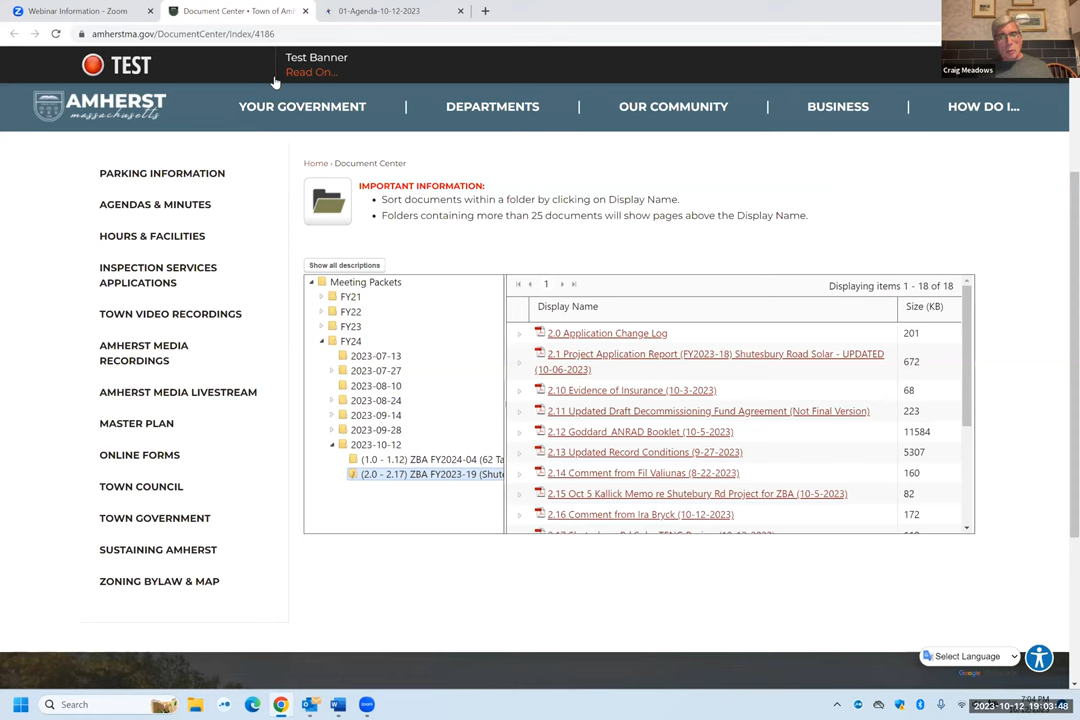 Webinar Information - Zoom
Document Center • Town of Am
01-Agenda-10-12-2023
amherstma.gov/DocumentCenter/Index/4186
Craig Meadows
TEST
Test Banner
Read On...
AMHERST
Massachusetts
YOUR GOVERNMENT | DEPARTMENTS | OUR COMMUNITY | BUSINESS | HOW DO I...
PARKING INFORMATION
AGENDAS & MINUTES
HOURS & FACILITIES
INSPECTION SERVICES
APPLICATIONS
TOWN VIDEO RECORDINGS
AMHERST MEDIA
RECORDINGS
AMHERST MEDIA LIVESTREAM
MASTER PLAN
ONLINE FORMS
TOWN COUNCIL
TOWN GOVERNMENT
SUSTAINING AMHERST
ZONING BYLAW & MAP
Home › Document Center
IMPORTANT INFORMATION:
• Sort documents within a folder by clicking on Display Name.
• Folders containing more than 25 documents will show pages above the Display Name.
Show all descriptions
Meeting Packets
FY21
FY22
FY23
FY24
2023-07-13
2023-07-27
2023-08-10
2023-08-24
2023-09-14
2023-09-28
2023-10-12
(1.0 - 1.12) ZBA FY2024-04 (62 Ta
(2.0 - 2.17) ZBA FY2023-19 (Shute
1
Displaying items 1 - 18 of 18
Display Name Size (KB)
2.0 Application Change Log 201
2.1 Project Application Report (FY2023-18) Shutesbury Road Solar - UPDATED
(10-06-2023) 672
2.10 Evidence of Insurance (10-3-2023) 68
2.11 Updated Draft Decommissioning Fund Agreement (Not Final Version) 223
2.12 Goddard_ANRAD Booklet (10-5-2023) 11584
2.13 Updated Record Conditions (9-27-2023) 5307
2.14 Comment from Fil Valiunas (8-22-2023) 160
2.15 Oct 5 Kallick Memo re Shutebury Rd Project for ZBA (10-5-2023) 82
2.16 Comment from Ira Bryck (10-12-2023) 172
Select Language
Google
Search
7:04 PM
2023-10-12 19:03:48